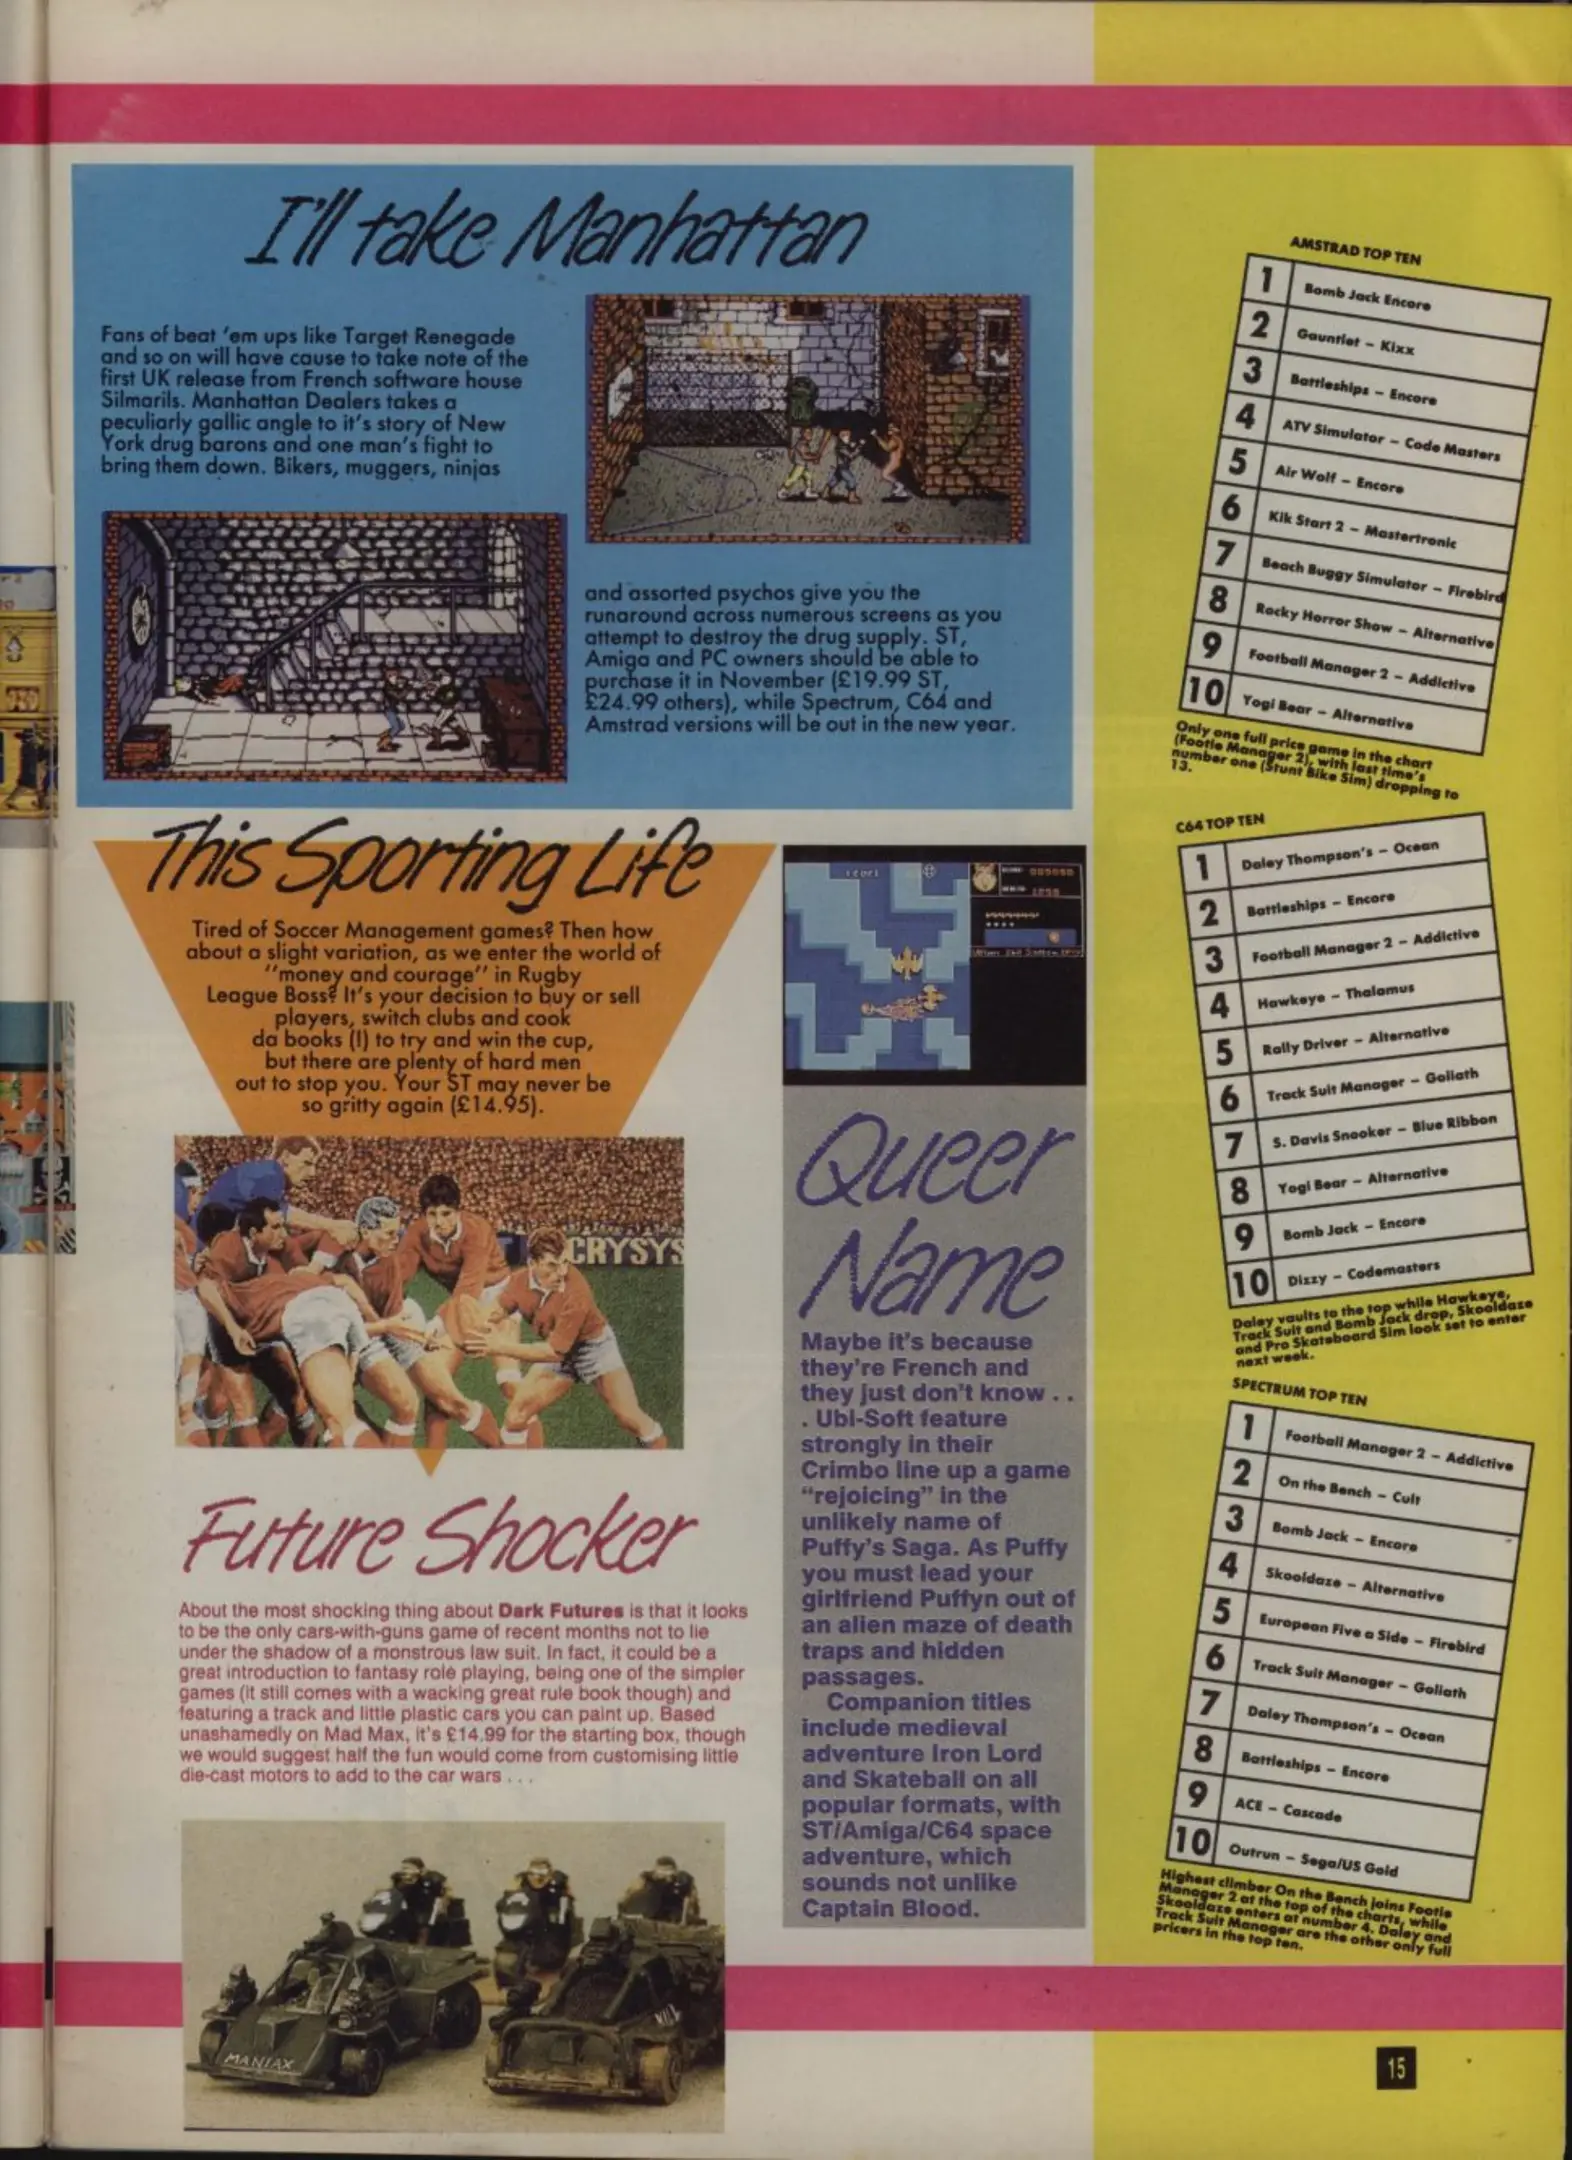 I'll take Manhattan
Fans of beat 'em ups like Target Renegade
and so on will have cause to take note of the
first UK release from French software house
Silmarils. Manhattan Dealers takes a
peculiarly gallic angle to it's story of New
York drug barons and one man's fight to
bring them down. Bikers, muggers, ninjas
and assorted psychos give you the
runaround across numerous screens as you
attempt to destroy the drug supply. ST,
Amiga and PC owners should be able to
purchase it in November (£19.99 ST,
£24.99 others), while Spectrum, C64 and
Amstrad versions will be out in the new year.
This Sporting Life
Tired of Soccer Management games? Then how
about a slight variation, as we enter the world of
"money and courage" in Rugby
League Boss? It's your decision to buy or sell
players, switch clubs and cook
da books (!) to try and win the cup,
but there are plenty of hard men
out to stop you. Your ST may never be
so gritty again (£14.95).
CRYSYS
Future Shocker
About the most shocking thing about Dark Futures is that it looks
to be the only cars-with-guns game of recent months not to lie
under the shadow of a monstrous law suit. In fact, it could be a
great introduction to fantasy role playing, being one of the simpler
games (it still comes with a wacking great rule book though) and
featuring a track and little plastic cars you can paint up. Based
unashamedly on Mad Max, it's £14.99 for the starting box, though
we would suggest half the fun would come from customising little
die-cast motors to add to the car wars . . .
MANIAX
KILL
Queer
Name
Maybe it's because
they're French and
they just don't know . .
. Ubi-Soft feature
strongly in their
Crimbo line up a game
"rejoicing" in the
unlikely name of
Puffy's Saga. As Puffy
you must lead your
girlfriend Puffyn out of
an alien maze of death
traps and hidden
passages.
Companion titles
include medieval
adventure Iron Lord
and Skateball on all
popular formats, with
ST/Amiga/C64 space
adventure, which
sounds not unlike
Captain Blood.
AMSTRAD TOP TEN
1 Bomb Jack Encore
2 Gauntlet – Kixx
3 Battleships – Encore
4 ATV Simulator – Code Masters
5 Air Wolf – Encore
6 Kik Start 2 – Mastertronic
7 Beach Buggy Simulator – Firebird
8 Rocky Horror Show – Alternative
9 Football Manager 2 – Addictive
10 Yogi Bear – Alternative
Only one full price game in the chart
(Footie Manager 2), with last time's
number one (Stunt Bike Sim) dropping to
13.
C64 TOP TEN
1 Daley Thompson's – Ocean
2 Battleships – Encore
3 Football Manager 2 – Addictive
4 Hawkeye – Thalamus
5 Rally Driver – Alternative
6 Track Suit Manager – Goliath
7 S. Davis Snooker – Blue Ribbon
8 Yogi Bear – Alternative
9 Bomb Jack – Encore
10 Dizzy – Codemasters
Daley vaults to the top while Hawkeye,
Track Suit and Bomb Jack drop, Skooldaze
and Pro Skateboard Sim look set to enter
next week.
SPECTRUM TOP TEN
1 Football Manager 2 – Addictive
2 On the Bench – Cult
3 Bomb Jack – Encore
4 Skooldaze – Alternative
5 European Five a Side – Firebird
6 Track Suit Manager – Goliath
7 Daley Thompson's – Ocean
8 Battleships – Encore
9 ACE – Cascade
10 Outrun – Sega/US Gold
Highest climber On the Bench joins Footie
Manager 2 at the top of the charts, while
Skooldaze enters at number 4. Daley and
Track Suit Manager are the other only full
pricers in the top ten.
15